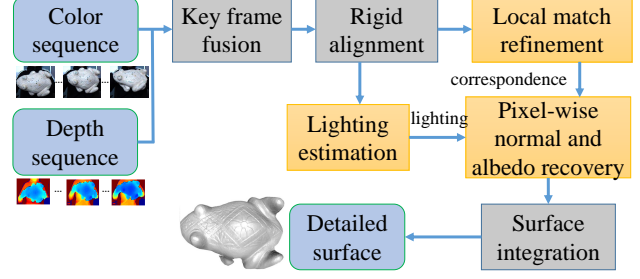 Color
sequence
... ...
Depth
sequence
... ...
Key frame
fusion
Rigid
alignment
Local match
refinement
correspondence
Lighting
estimation
lighting
Pixel-wise
normal and
albedo recovery
Surface
integration
Detailed
surface